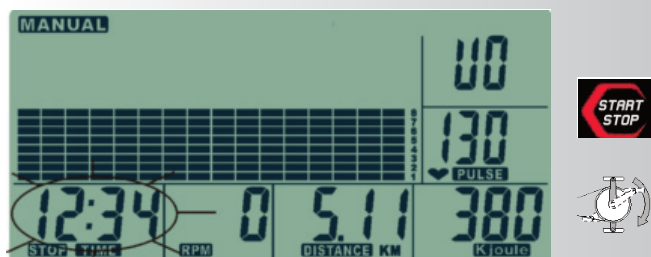 MANUAL
U0
START
STOP
8
7
6
5
4
3
2
1
130
PULSE
12:34
0
5.11
380
STOP TIME
RPM
DISTANCE KM
Kjoule